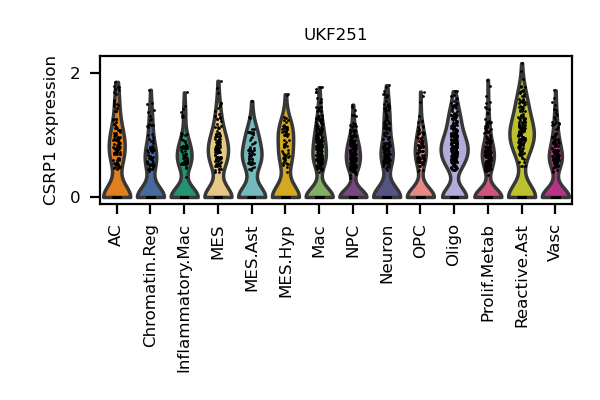 UKF251
CSRP1 expression
2
0
AC
Chromatin.Reg
Inflammatory.Mac
MES
MES.Ast
MES.Hyp
Mac
NPC
Neuron
OPC
Oligo
Prolif.Metab
Reactive.Ast
Vasc